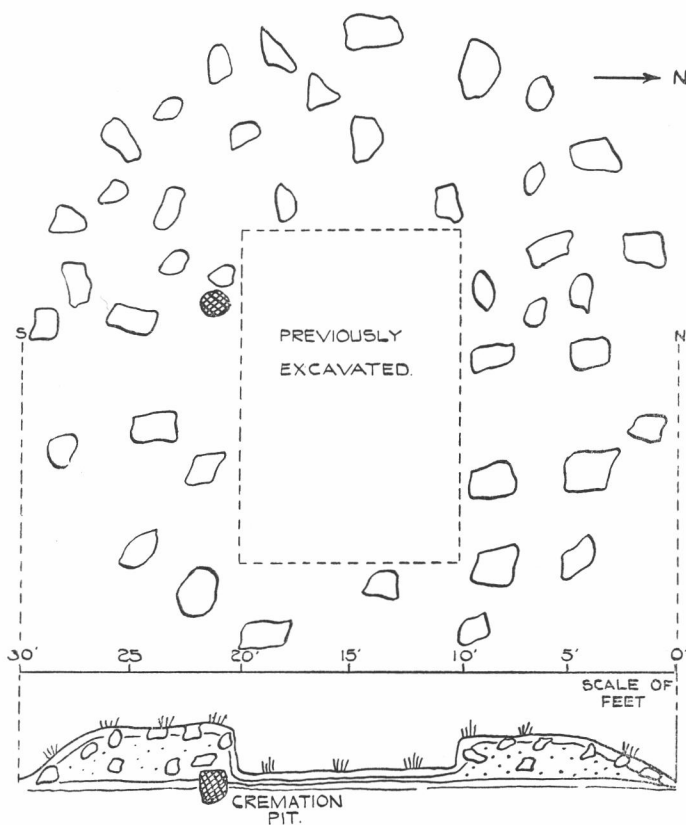 N
S
N
PREVIOUSLY
EXCAVATED.
30' 25 20' 15' 10' 5' 0'
SCALE OF
FEET
CREMATION
PIT.